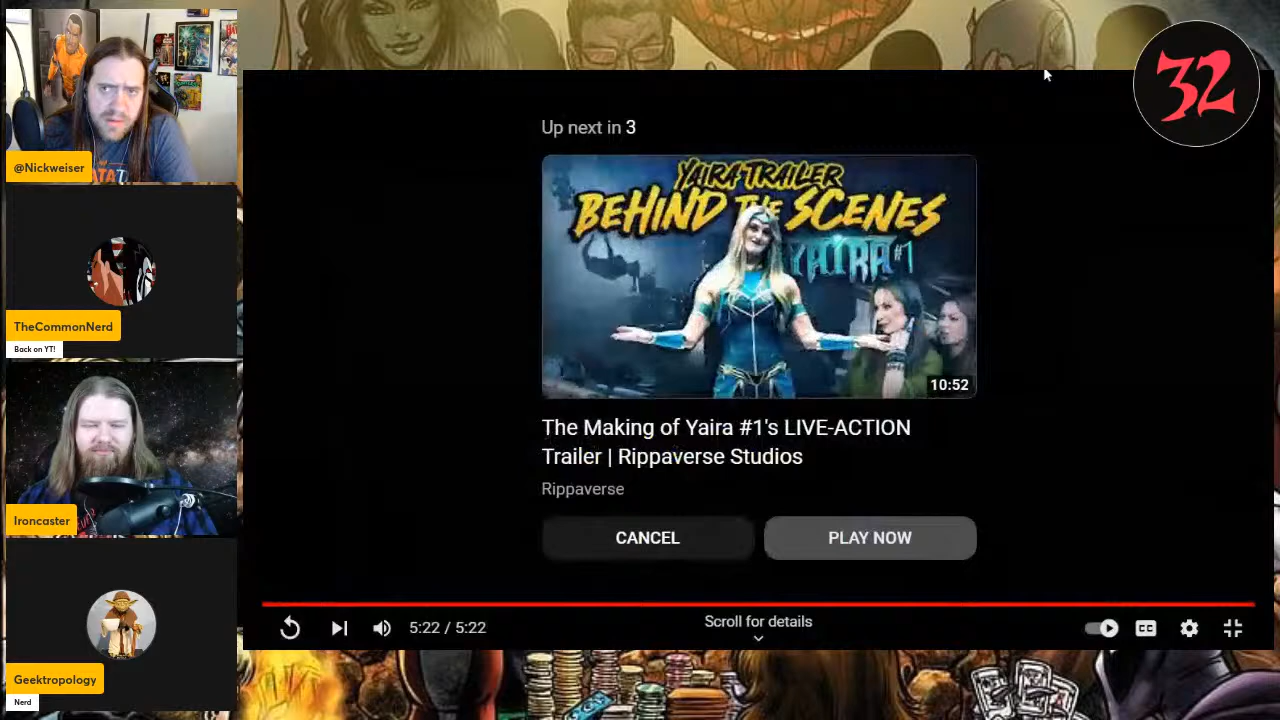 32
@Nickweiser
TheCommonNerd
Back on YT!
Ironcaster
Geektropology
Nerd
Up next in 3
YAIRA TRAILER
BEHIND THE SCENES
YAIRA #1
10:52
The Making of Yaira #1's LIVE-ACTION
Trailer | Rippaverse Studios
Rippaverse
CANCEL
PLAY NOW
5:22 / 5:22
Scroll for details
CC